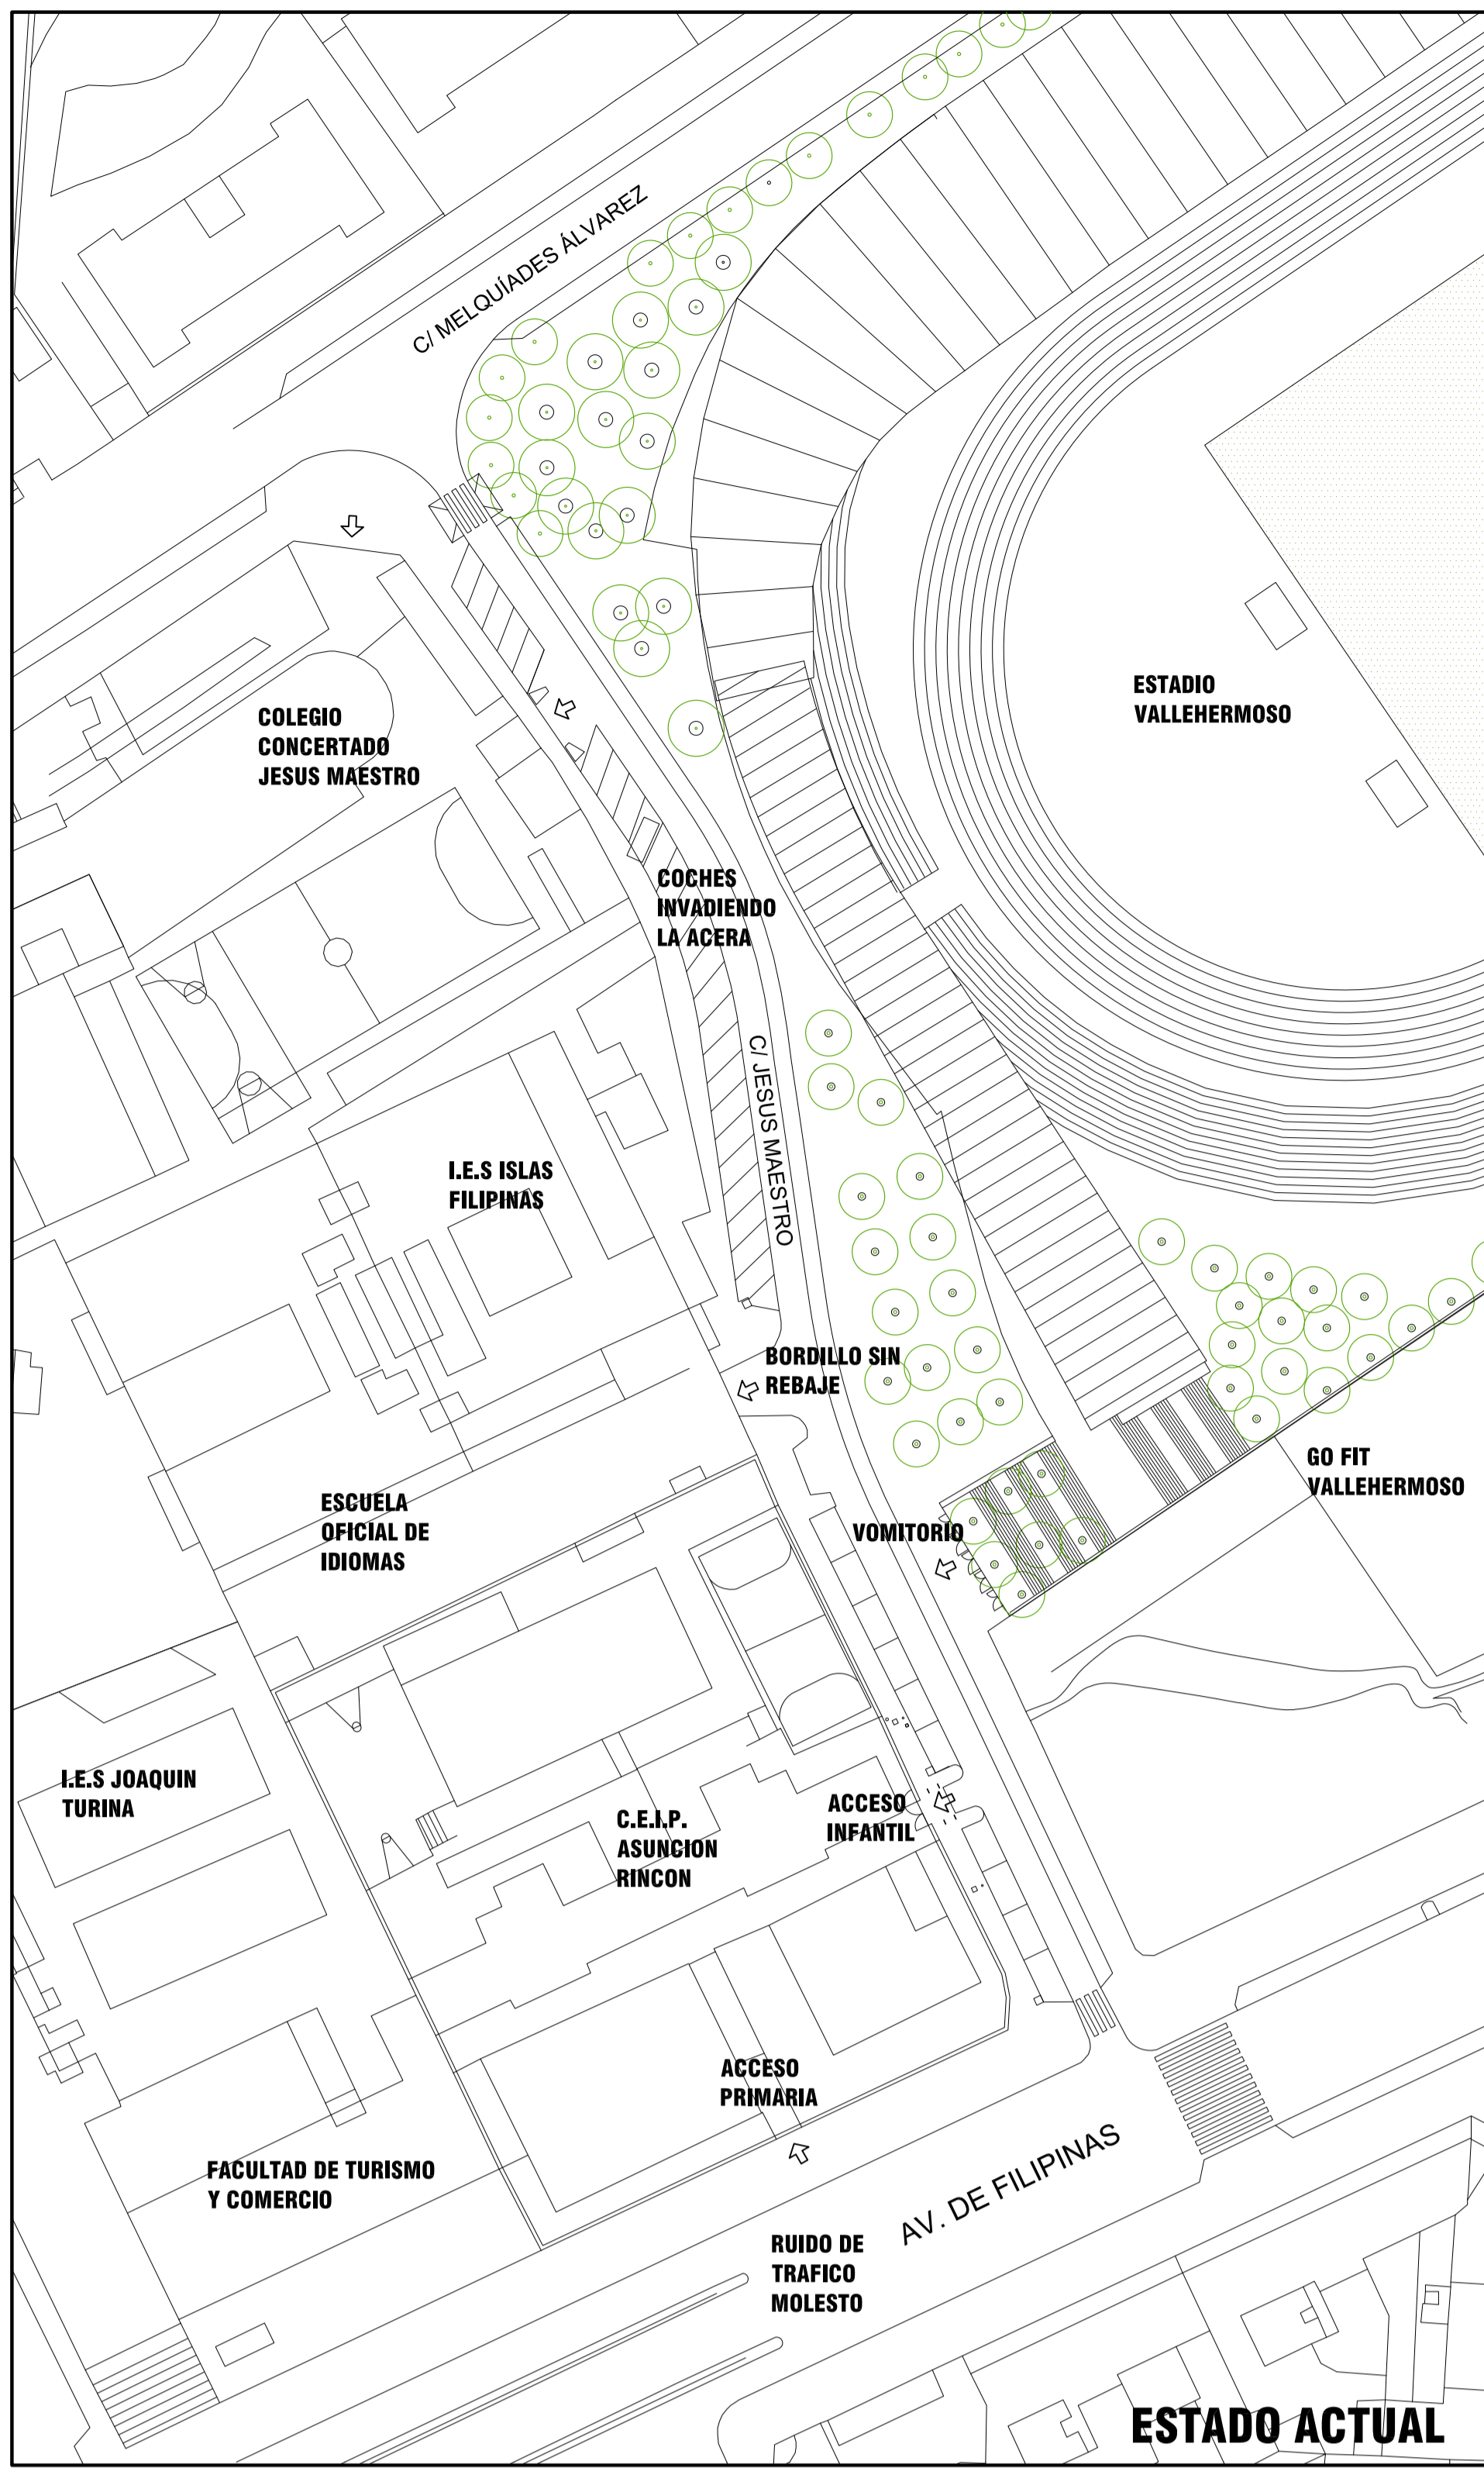 C/ MELQUÍADES ÁLVAREZ
ESTADIO
VALLEHERMOSO
COLEGIO
CONCERTADO
JESUS MAESTRO
COCHES
INVADIENDO
LA ACERA
C/ JESUS MAESTRO
I.E.S ISLAS
FILIPINAS
BORDILLO SIN
REBAJE
GO FIT
VALLEHERMOSO
ESCUELA
OFICIAL DE
IDIOMAS
VOMITORIO
I.E.S JOAQUIN
TURINA
C.E.I.P.
ASUNCION
RINCON
ACCESO
INFANTIL
ACCESO
PRIMARIA
AV. DE FILIPINAS
FACULTAD DE TURISMO
Y COMERCIO
RUIDO DE
TRAFICO
MOLESTO
ESTADO ACTUAL